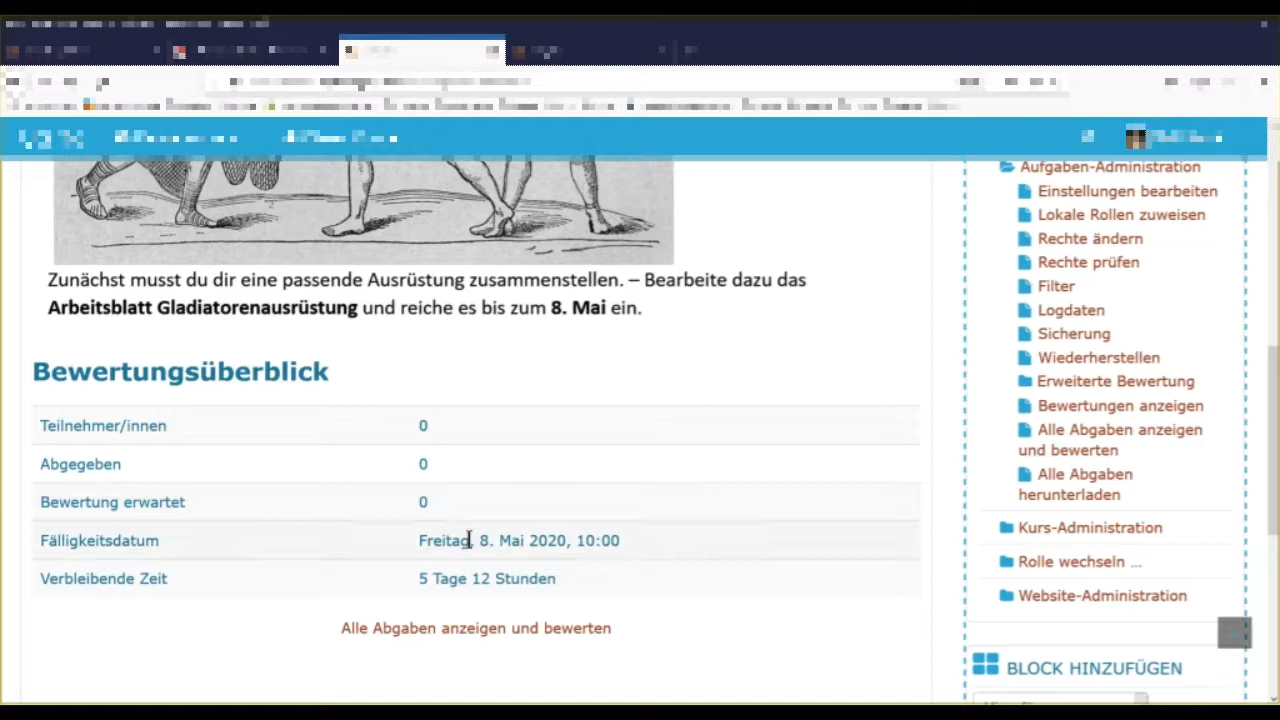 Zunächst musst du dir eine passende Ausrüstung zusammenstellen. – Bearbeite dazu das
Arbeitsblatt Gladiatorenausrüstung und reiche es bis zum 8. Mai ein.
Bewertungsüberblick
Teilnehmer/innen 0
Abgegeben 0
Bewertung erwartet 0
Fälligkeitsdatum Freitag, 8. Mai 2020, 10:00
Verbleibende Zeit 5 Tage 12 Stunden
Alle Abgaben anzeigen und bewerten
Aufgaben-Administration
Einstellungen bearbeiten
Lokale Rollen zuweisen
Rechte ändern
Rechte prüfen
Filter
Logdaten
Sicherung
Wiederherstellen
Erweiterte Bewertung
Bewertungen anzeigen
Alle Abgaben anzeigen
und bewerten
Alle Abgaben
herunterladen
Kurs-Administration
Rolle wechseln ...
Website-Administration
BLOCK HINZUFÜGEN